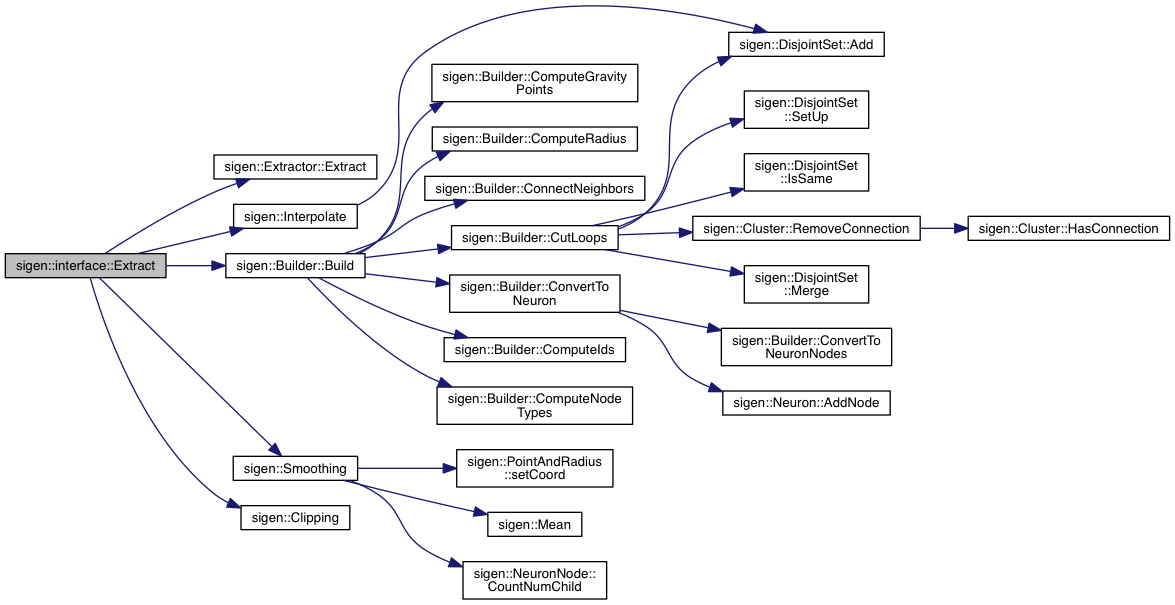 sigen::interface::Extract
sigen::Extractor::Extract
sigen::Interpolate
sigen::Builder::Build
sigen::Smoothing
sigen::Clipping
sigen::Builder::ComputeGravity
Points
sigen::Builder::ComputeRadius
sigen::Builder::ConnectNeighbors
sigen::Builder::CutLoops
sigen::Builder::ConvertTo
Neuron
sigen::Builder::ComputeIds
sigen::Builder::ComputeNode
Types
sigen::PointAndRadius
::setCoord
sigen::Mean
sigen::NeuronNode::
CountNumChild
sigen::DisjointSet::Add
sigen::DisjointSet
::SetUp
sigen::DisjointSet
::IsSame
sigen::Cluster::RemoveConnection
sigen::DisjointSet
::Merge
sigen::Builder::ConvertTo
NeuronNodes
sigen::Neuron::AddNode
sigen::Cluster::HasConnection